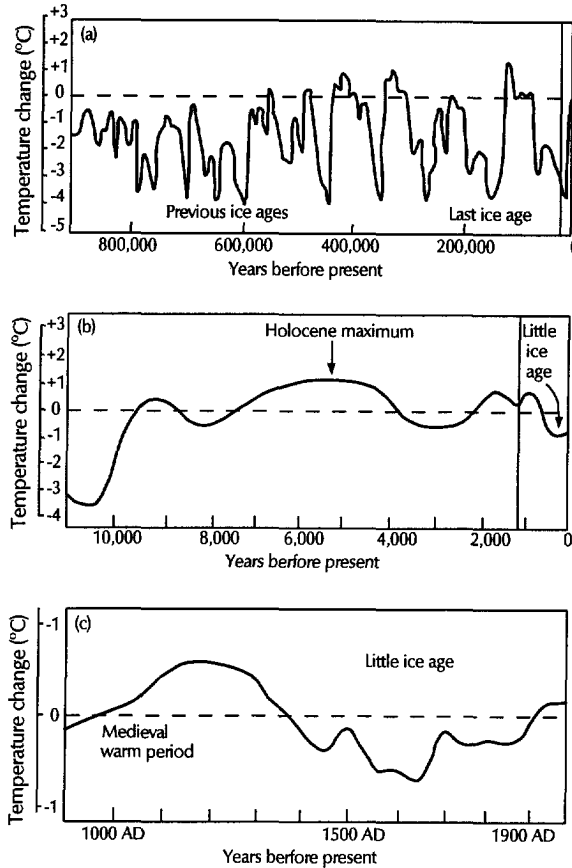 Temperature change (°C)
+3
(a)
+2
+1
0
-1
-2
-3
-4
-5
Previous ice ages
Last ice age
800,000
600,000
400,000
200,000
0
Years berfore present
Temperature change (°C)
+3
(b)
+2
+1
0
-1
-2
-3
-4
Holocene maximum
Little
ice
age
10,000
8,000
6,000
4,000
2,000
0
Years berfore present
Temperature change (°C)
-1
(c)
0
-1
Little ice age
Medieval
warm period
1000 AD
1500 AD
1900 AD
Years berfore present